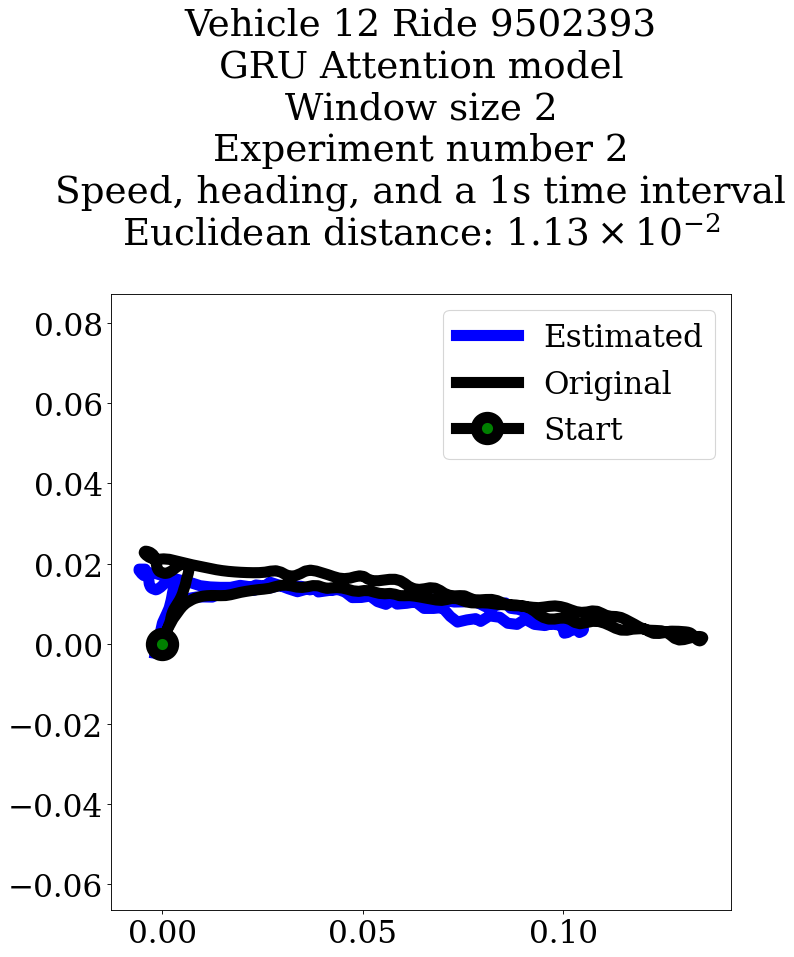 Vehicle 12 Ride 9502393
GRU Attention model
Window size 2
Experiment number 2
Speed, heading, and a 1s time interval
Euclidean distance: 1.13 × 10⁻²
Estimated
Original
Start
0.08
0.06
0.04
0.02
0.00
−0.02
−0.04
−0.06
0.00 0.05 0.10